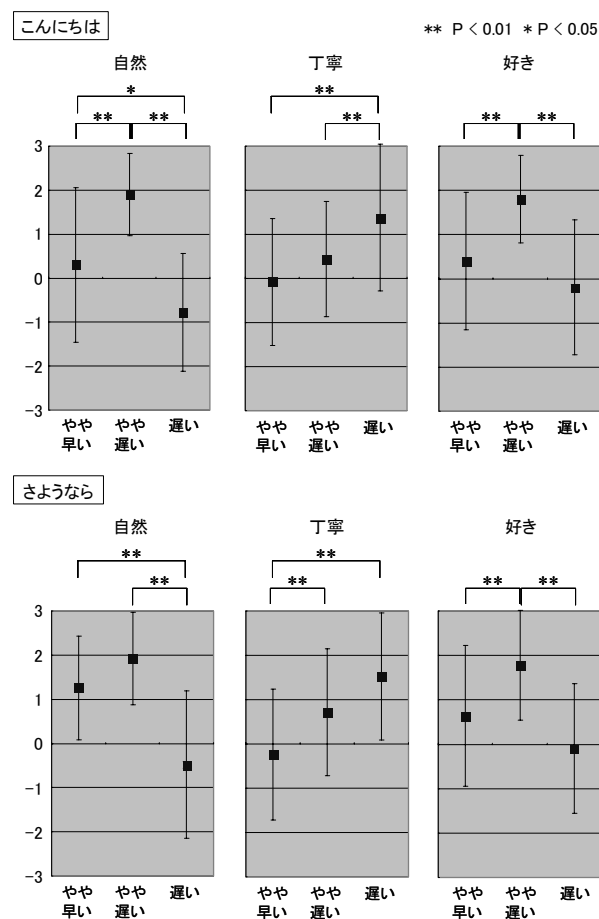 こんにちは
** P < 0.01 * P < 0.05
自然 丁寧 好き
* **
** ** ** ** **
3
2
1
0
-1
-2
-3
やや やや 遅い やや やや 遅い やや やや 遅い
早い 遅い 早い 遅い 早い 遅い
さようなら
自然 丁寧 好き
** **
** ** ** **
3
2
1
0
-1
-2
-3
やや やや 遅い やや やや 遅い やや やや 遅い
早い 遅い 早い 遅い 早い 遅い